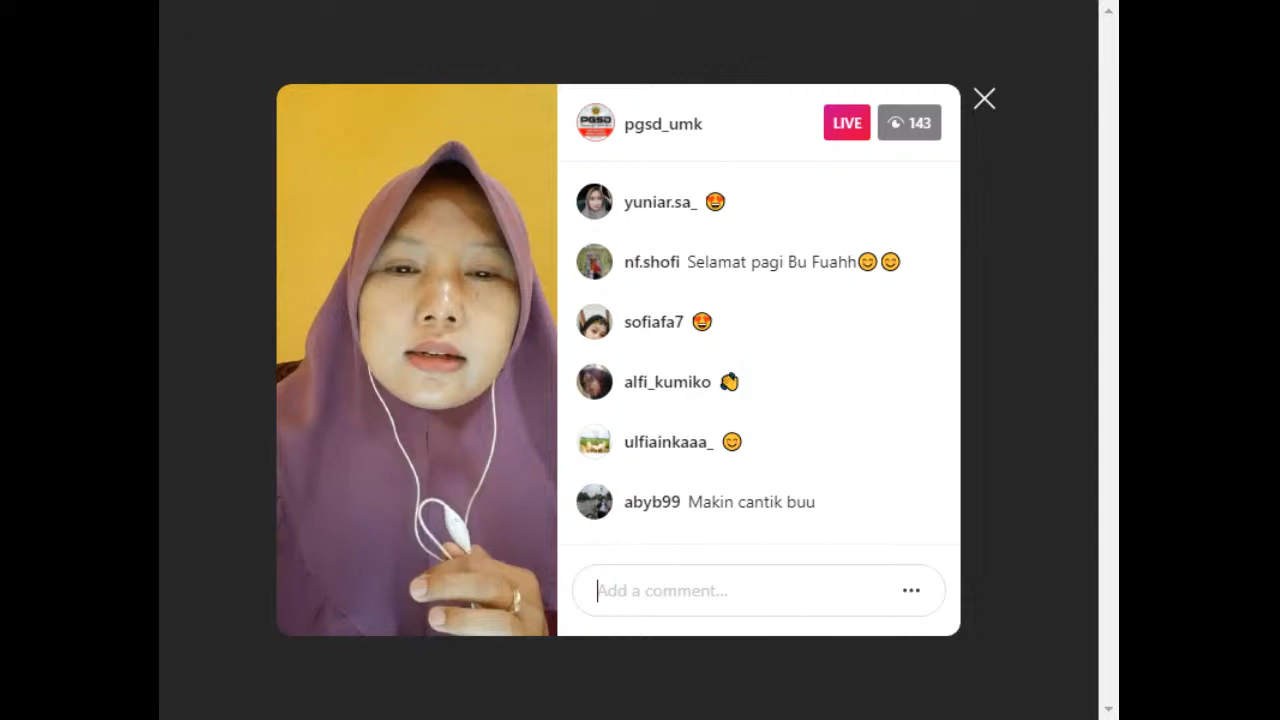 pgsd_umk
LIVE
143
PGSD
yuniar.sa_ 🤩
nf.shofi Selamat pagi Bu Fuahh😊😊
sofiafa7 🤩
alfi_kumiko 👏
ulfiainkaaa_ 😊
abyb99 Makin cantik buu
Add a comment...